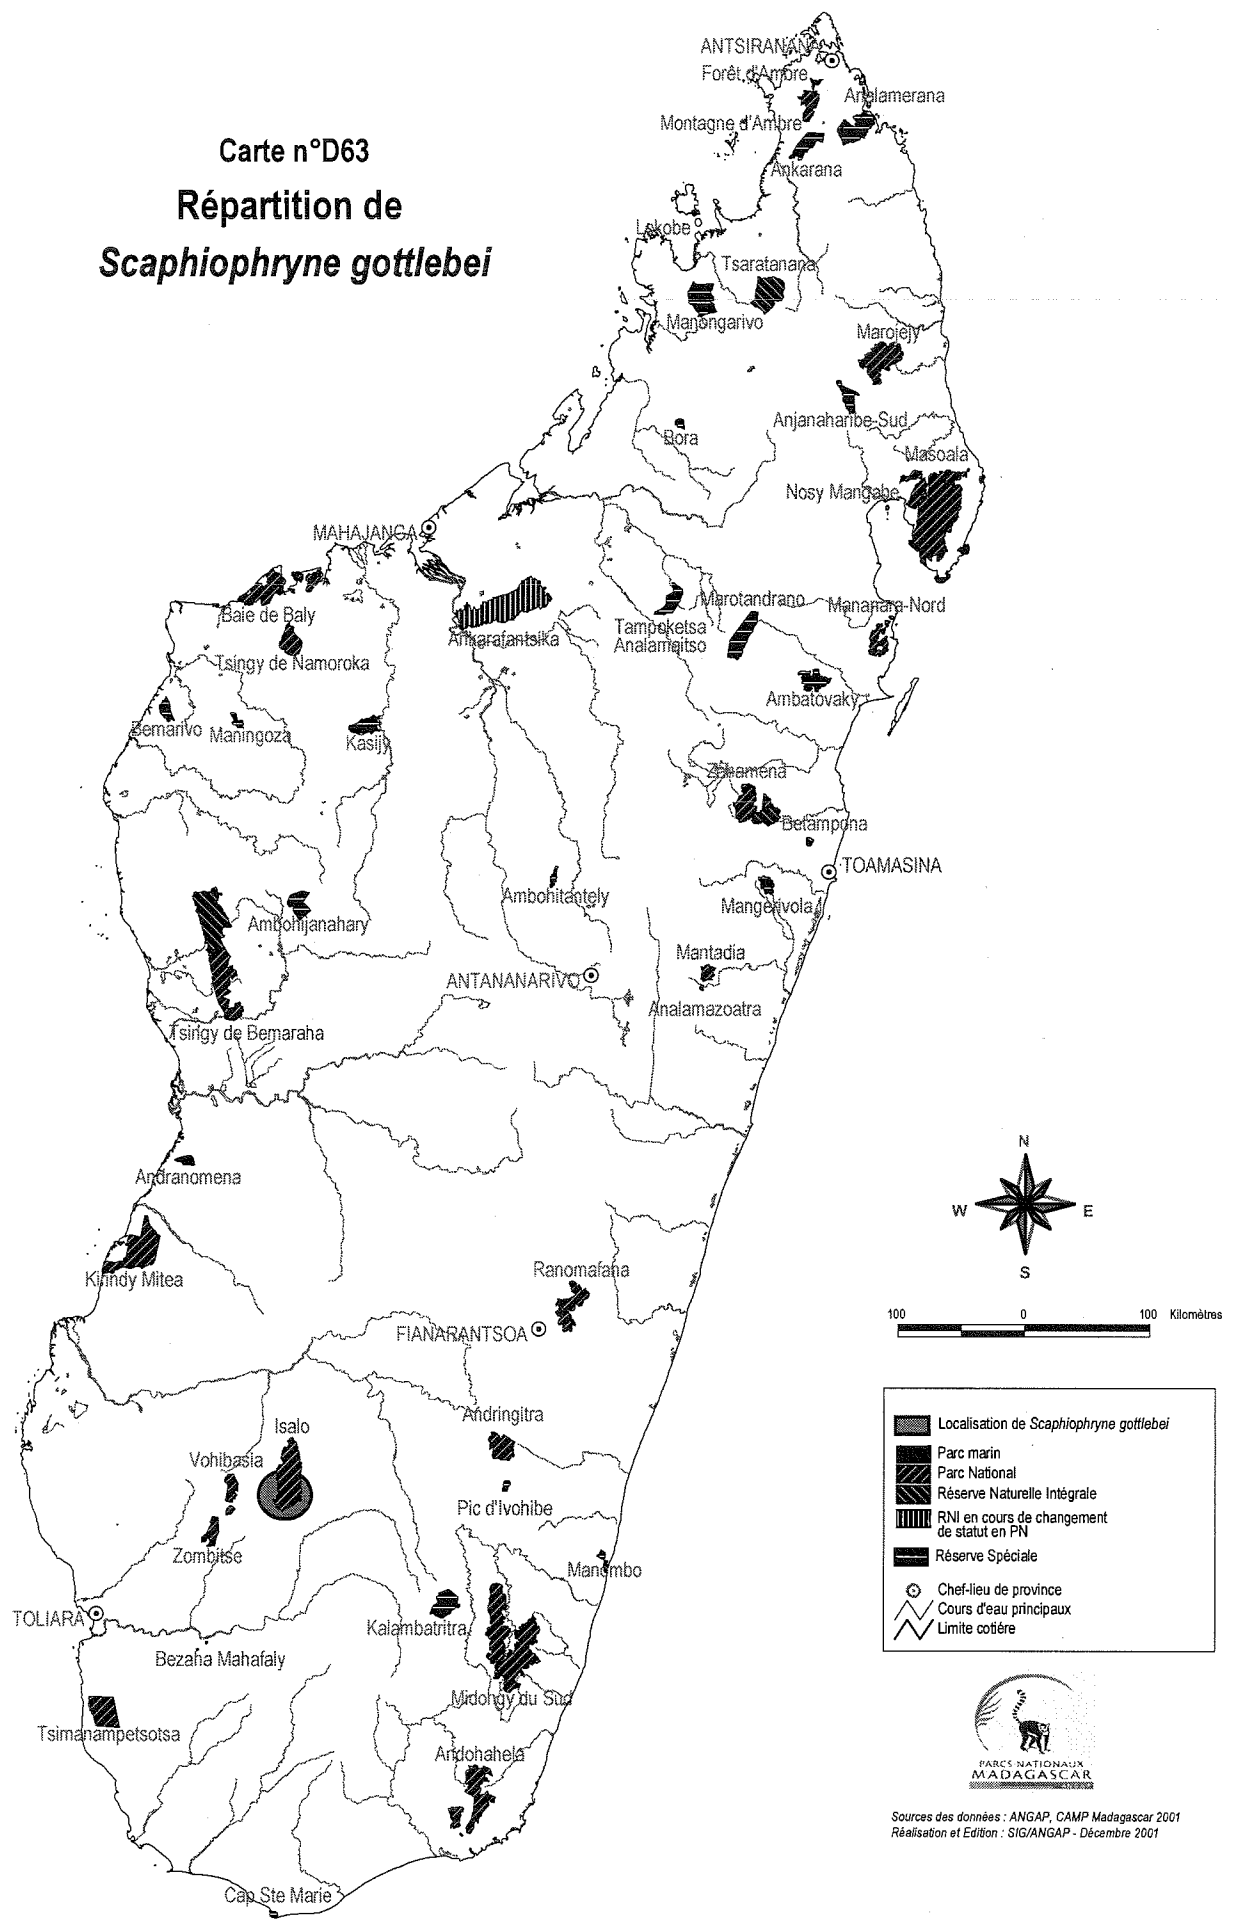 Carte n°D63
Répartition de
Scaphiophryne gottlebei
ANTSIRANANA
Forêt d'Ambre
Analamerana
Montagne d'Ambre
Ankarana
Lokobe
Tsaratanana
Manongarivo
Marojejy
Anjanaharibe-Sud
Bora
Masoala
Nosy Mangabe
MAHAJANGA
Baie de Baly
Ankarafantsika
Tampoketsa
Analamaitso
Marotandrano
Mananara-Nord
Tsingy de Namoroka
Ambatovaky
Bemarivo
Maningoza
Kasijy
Zahamena
Betampona
TOAMASINA
Ambohitantely
Mangerivola
Ambohijanahary
Mantadia
ANTANANARIVO
Analamazoatra
Tsingy de Bemaraha
Andranomena
Kirindy Mitea
Ranomafana
FIANARANTSOA
Andringitra
Isalo
Vohibasia
Pic d'Ivohibe
Zombitse
Manombo
TOLIARA
Kalambatritra
Bezaha Mahafaly
Midongy du Sud
Tsimanampetsotsa
Andohahela
Cap Ste Marie
N
W
E
S
100
0
100
Kilomètres
Localisation de Scaphiophryne gottlebei
Parc marin
Parc National
Réserve Naturelle Intégrale
RNI en cours de changement
de statut en PN
Réserve Spéciale
Chef-lieu de province
Cours d'eau principaux
Limite cotière
PARCS NATIONAUX
MADAGASCAR
Sources des données : ANGAP, CAMP Madagascar 2001
Réalisation et Edition : SIG/ANGAP - Décembre 2001